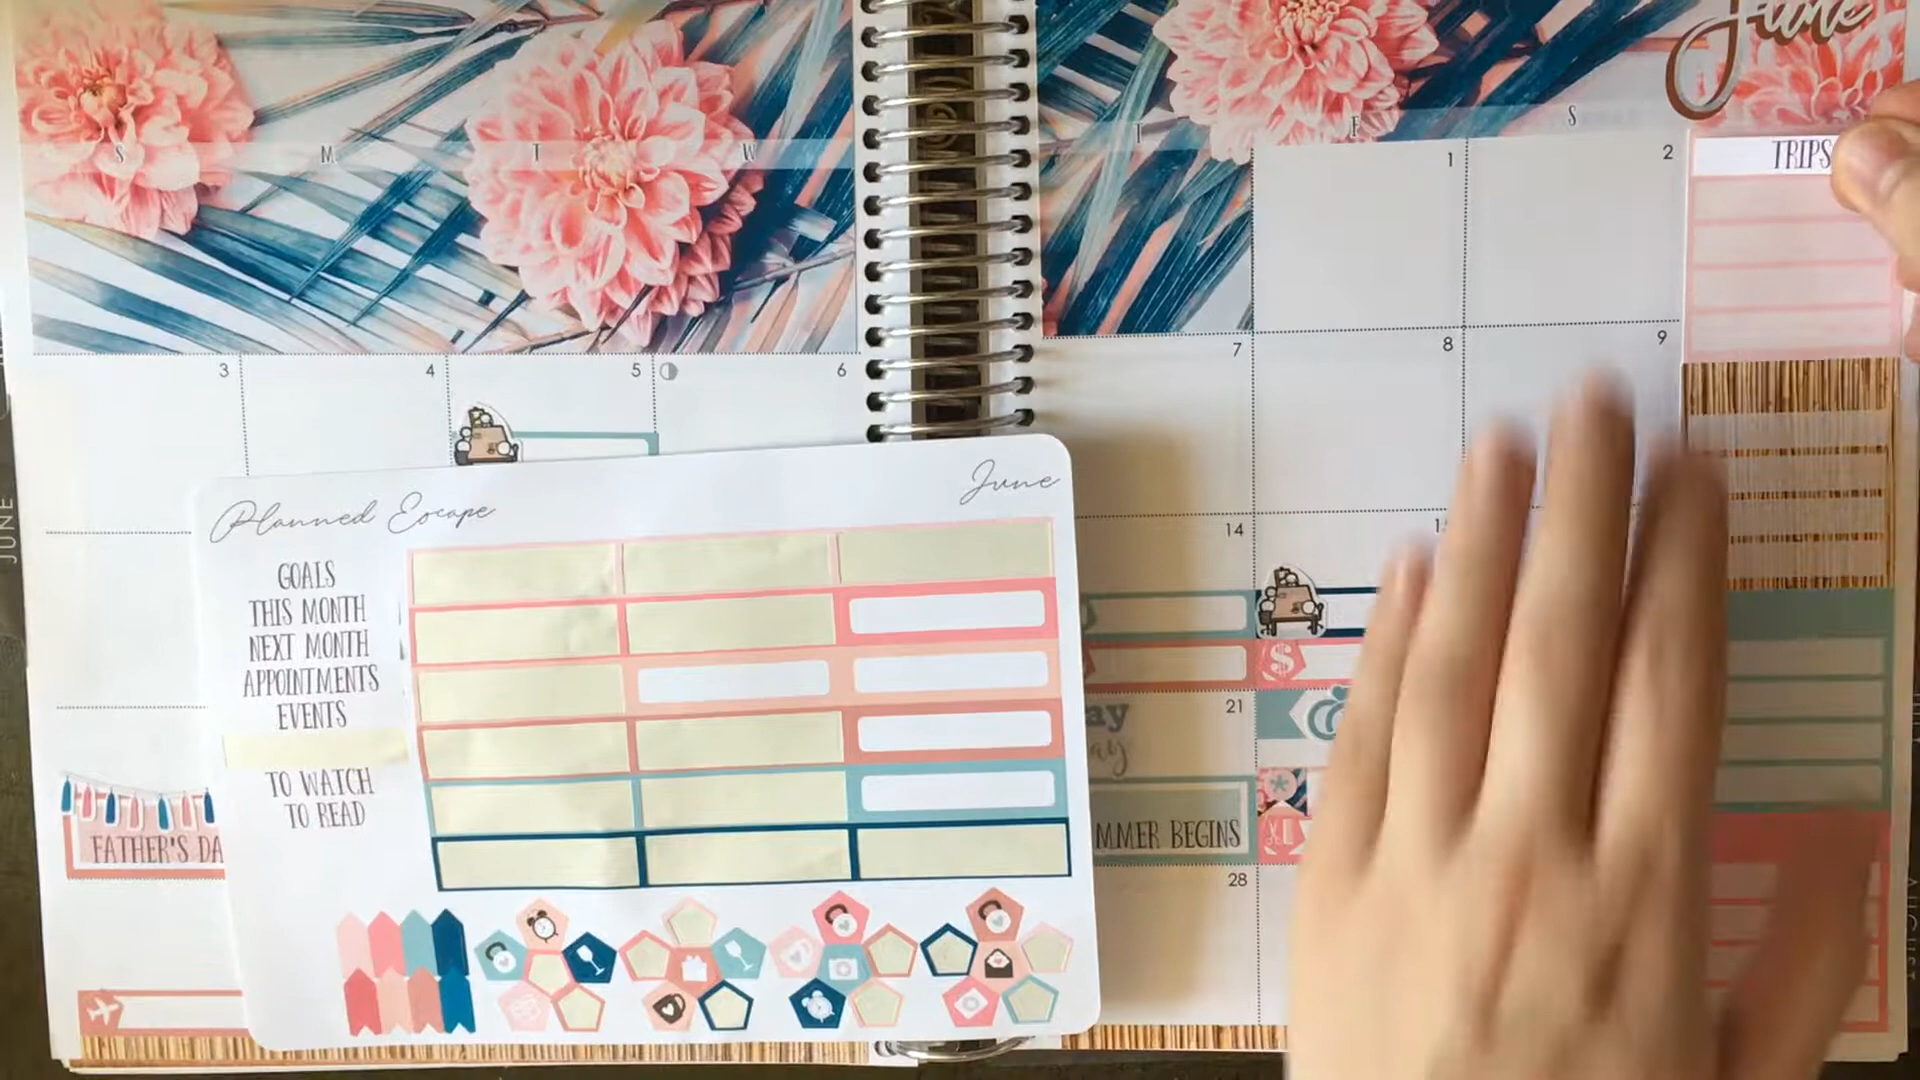 June
S M T W
T F S
TRIPS
1 2
3 4 5 6
7 8 9
Planned Escape June
GOALS
THIS MONTH
NEXT MONTH
APPOINTMENTS
EVENTS
TO WATCH
TO READ
14
$
21
FATHER'S DA
MMER BEGINS
28
JUNE
AUGUST